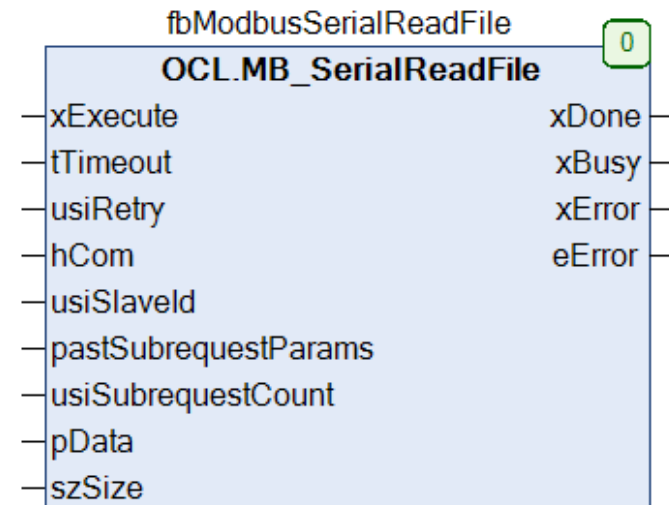 fbModbusSerialReadFile
0
OCL.MB_SerialReadFile
xExecute xDone
tTimeout xBusy
usiRetry xError
hCom eError
usiSlaveId
pastSubrequestParams
usiSubrequestCount
pData
szSize